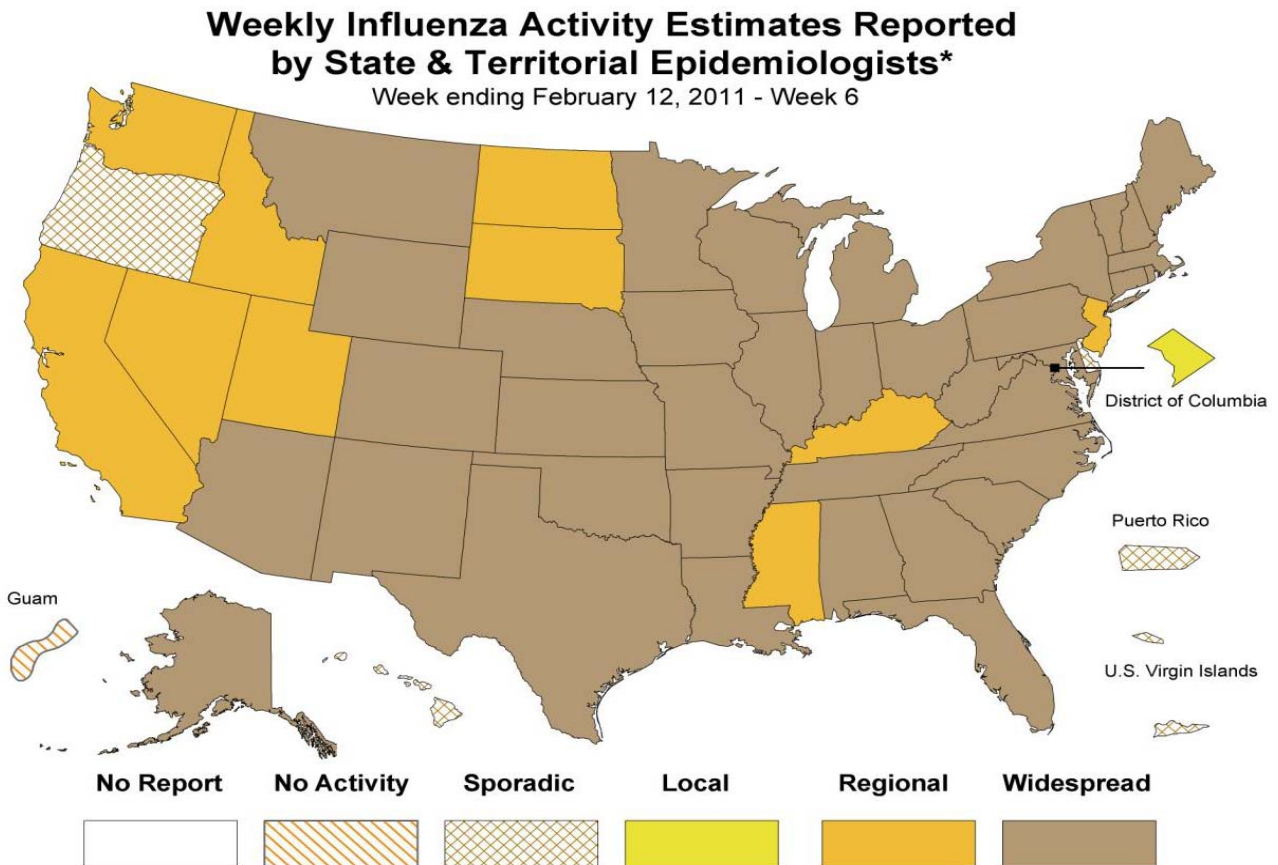 Weekly Influenza Activity Estimates Reported
by State & Territorial Epidemiologists*
Week ending February 12, 2011 - Week 6
District of Columbia
Puerto Rico
Guam
U.S. Virgin Islands
No Report No Activity Sporadic Local Regional Widespread